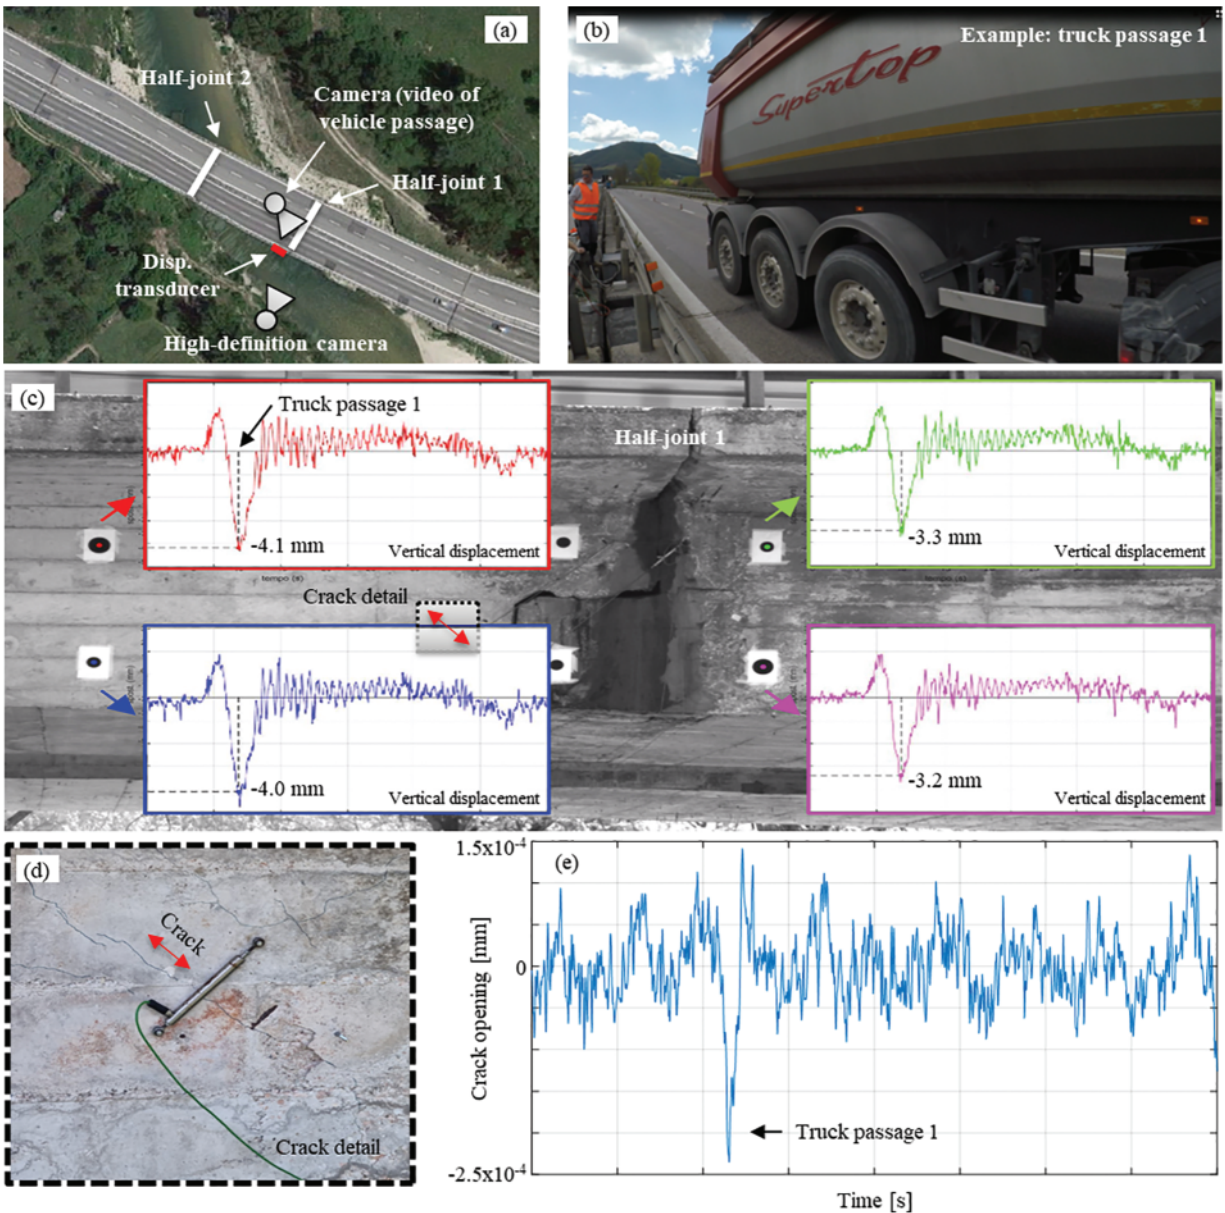 (a)
Half-joint 2
Camera (video of
vehicle passage)
Half-joint 1
Disp.
transducer
High-definition camera
(b)
Example: truck passage 1
Supertop
(c)
Truck passage 1
-4.1 mm
Vertical displacement
tempo (s)
Half-joint 1
-3.3 mm
Vertical displacement
tempo (s)
Crack detail
-4.0 mm
Vertical displacement
-3.2 mm
Vertical displacement
(d)
Crack
Crack detail
(e)
1.5x10-4
0
-2.5x10-4
Crack opening [mm]
Truck passage 1
Time [s]